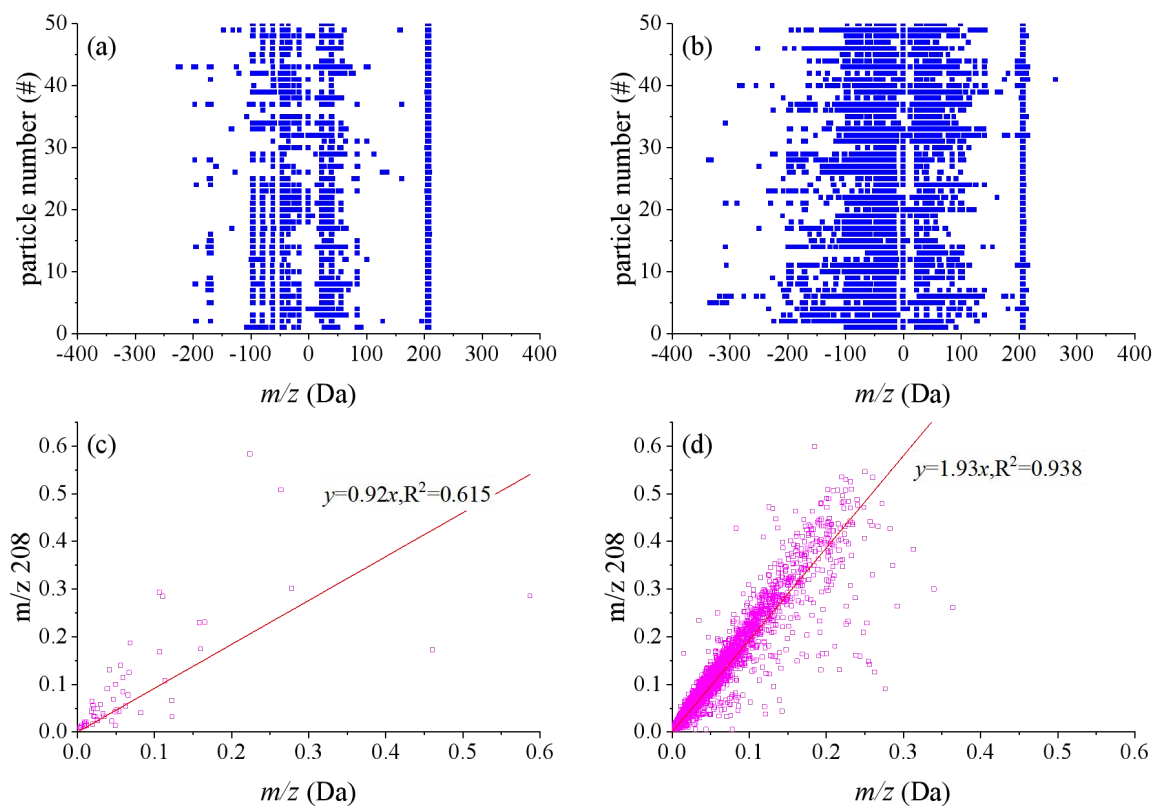 (a)
50
40
30
20
10
0
particle number (#)
-400 -300 -200 -100 0 100 200 300 400
m/z (Da)
(b)
50
40
30
20
10
0
particle number (#)
-400 -300 -200 -100 0 100 200 300 400
m/z (Da)
(c)
y=0.92x,R²=0.615
0.6
0.5
0.4
0.3
0.2
0.1
0.0
m/z 208
0.0 0.1 0.2 0.3 0.4 0.5 0.6
m/z (Da)
(d)
y=1.93x,R²=0.938
0.6
0.5
0.4
0.3
0.2
0.1
0.0
m/z 208
0.0 0.1 0.2 0.3 0.4 0.5 0.6
m/z (Da)